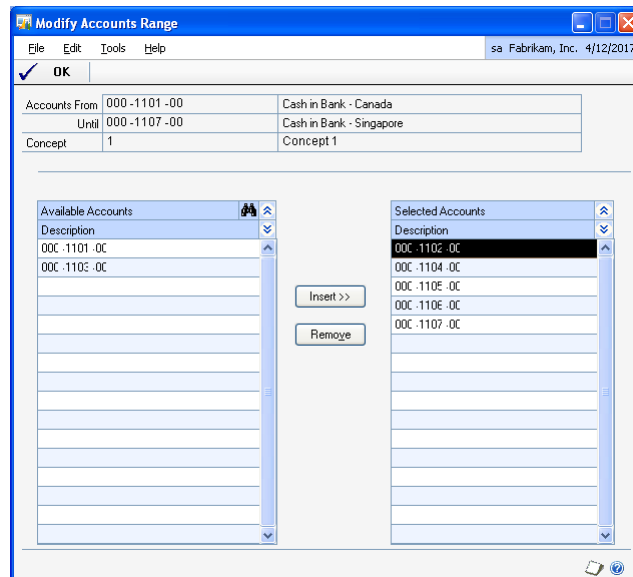 Modify Accounts Range
File Edit Tools Help
sa Fabrikam, Inc. 4/12/2017
OK
Accounts From 000 -1101 -00 Cash in Bank - Canada
Until 000 -1107 -00 Cash in Bank - Singapore
Concept 1 Concept 1
Available Accounts
Description
000 -1101 -00
000 -1103 -00
Insert >>
Remove
Selected Accounts
Description
000 -1102 -00
000 -1104 -00
000 -1105 -00
000 -1106 -00
000 -1107 -00